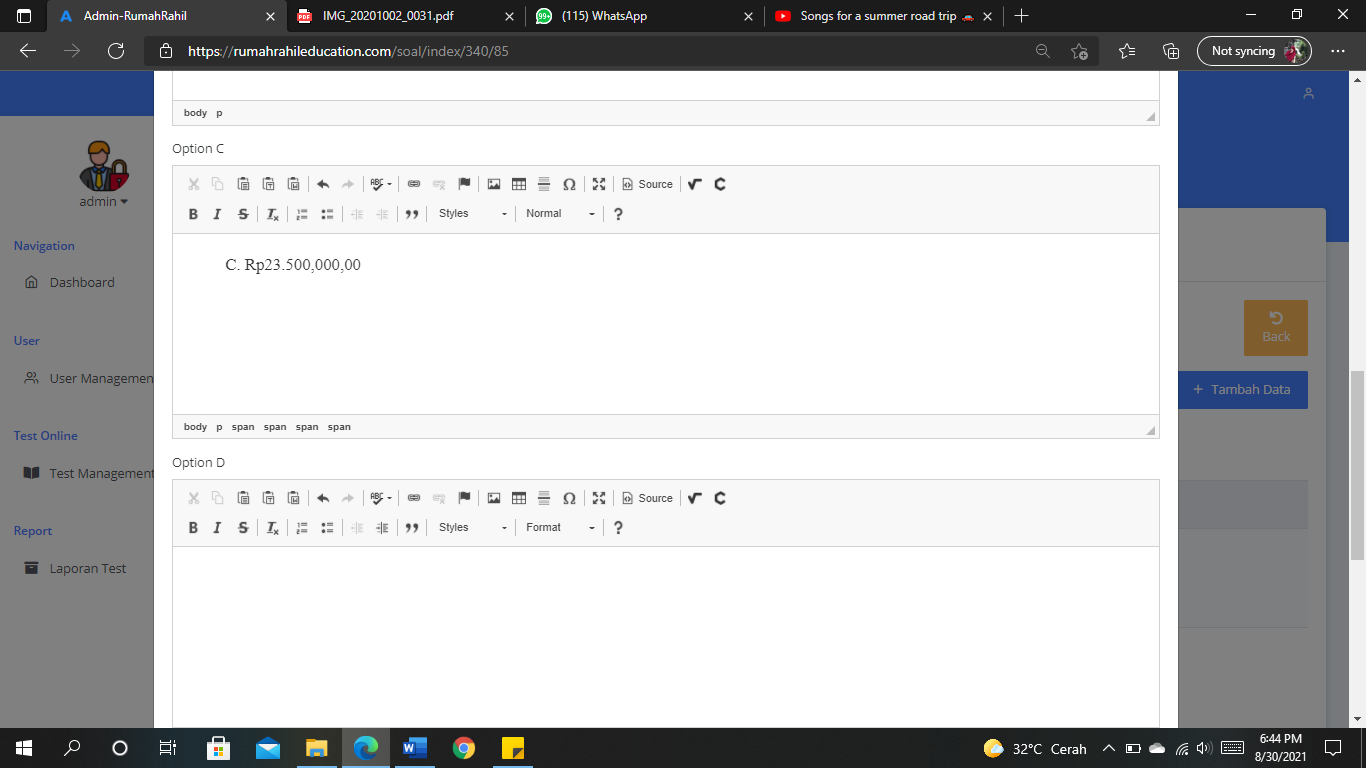 Admin-RumahRahil
IMG_20201002_0031.pdf
(115) WhatsApp
Songs for a summer road trip
https://rumahrahileducation.com/soal/index/340/85
Not syncing
admin
Navigation
Dashboard
User
User Managemen
Test Online
Test Management
Report
Laporan Test
body p
Option C
Source
Styles
Normal
C. Rp23.500,000,00
body p span span span span
Option D
Source
Styles
Format
Back
+ Tambah Data
32°C Cerah
6:44 PM
8/30/2021